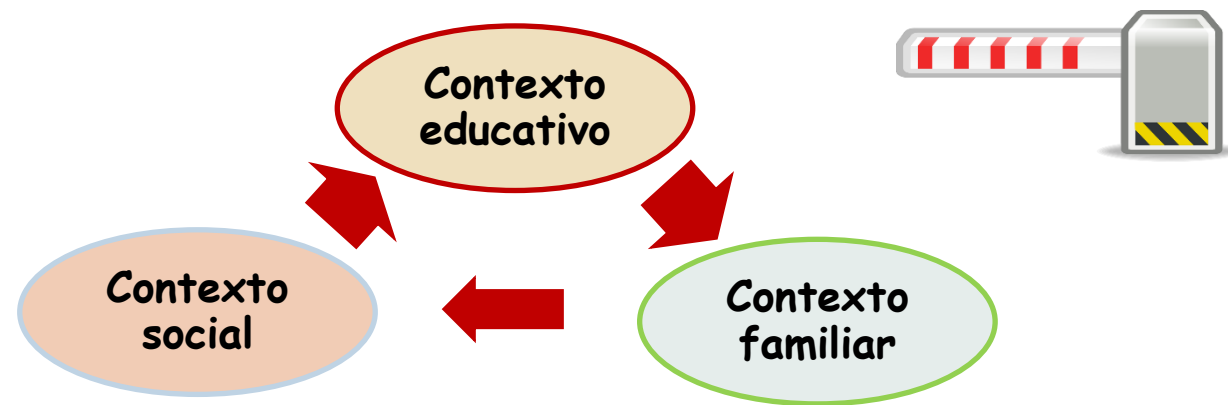 Contexto
educativo
Contexto
social
Contexto
familiar